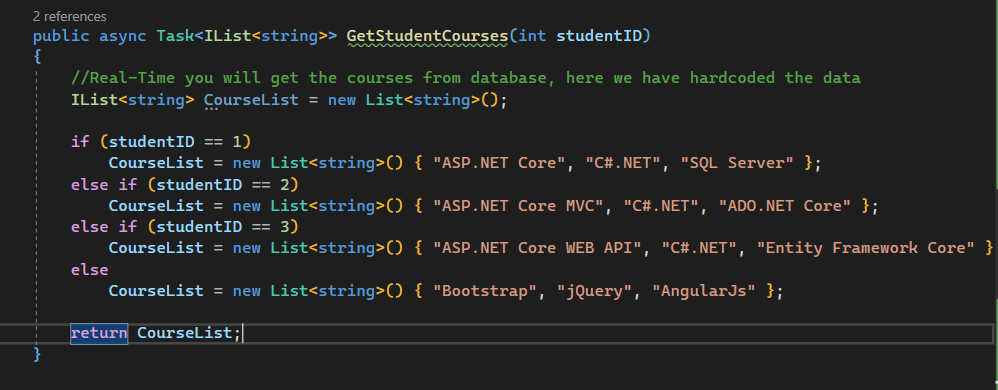 2 references
public async Task<IList<string>> GetStudentCourses(int studentID)
{
//Real-Time you will get the courses from database, here we have hardcoded the data
IList<string> CourseList = new List<string>();
if (studentID == 1)
CourseList = new List<string>() { "ASP.NET Core", "C#.NET", "SQL Server" };
else if (studentID == 2)
CourseList = new List<string>() { "ASP.NET Core MVC", "C#.NET", "ADO.NET Core" };
else if (studentID == 3)
CourseList = new List<string>() { "ASP.NET Core WEB API", "C#.NET", "Entity Framework Core" }
else
CourseList = new List<string>() { "Bootstrap", "jQuery", "AngularJs" };
return CourseList;
}